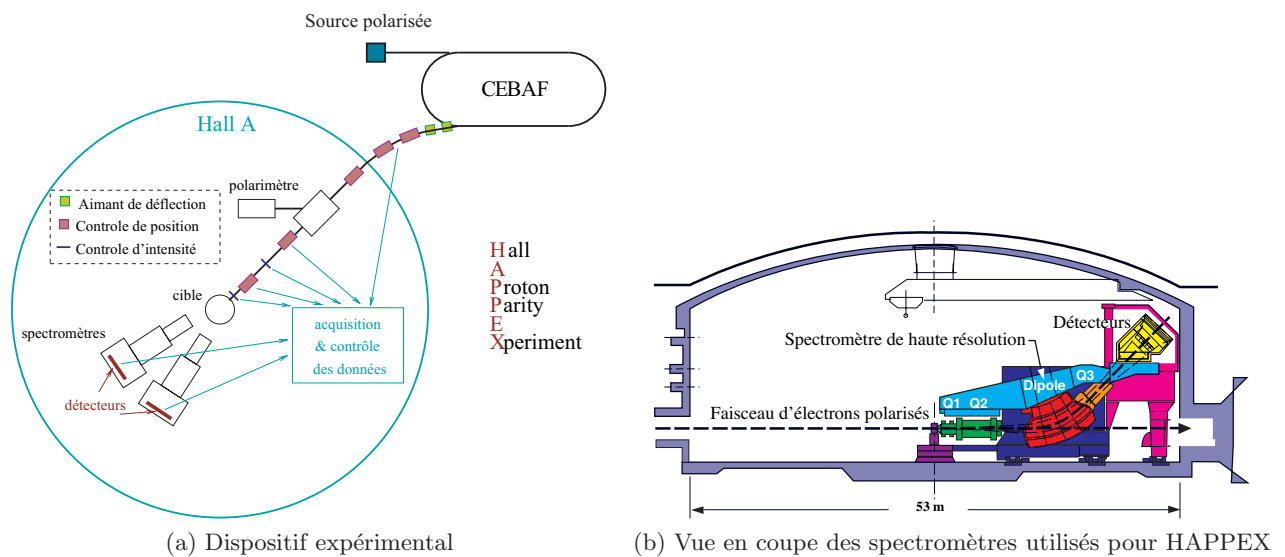 Source polarisée
CEBAF
Hall A
polarimètre
Aimant de déflection
Controle de position
Controle d'intensité
cible
spectromètres
détecteurs
acquisition
& contrôle
des données
Hall
A
Proton
Parity
E
Xperiment
(a) Dispositif expérimental
Détecteurs
Spectromètre de haute résolution
Q3
Dipole
Q1 Q2
Faisceau d'électrons polarisés
53 m
(b) Vue en coupe des spectromètres utilisés pour HAPPEX